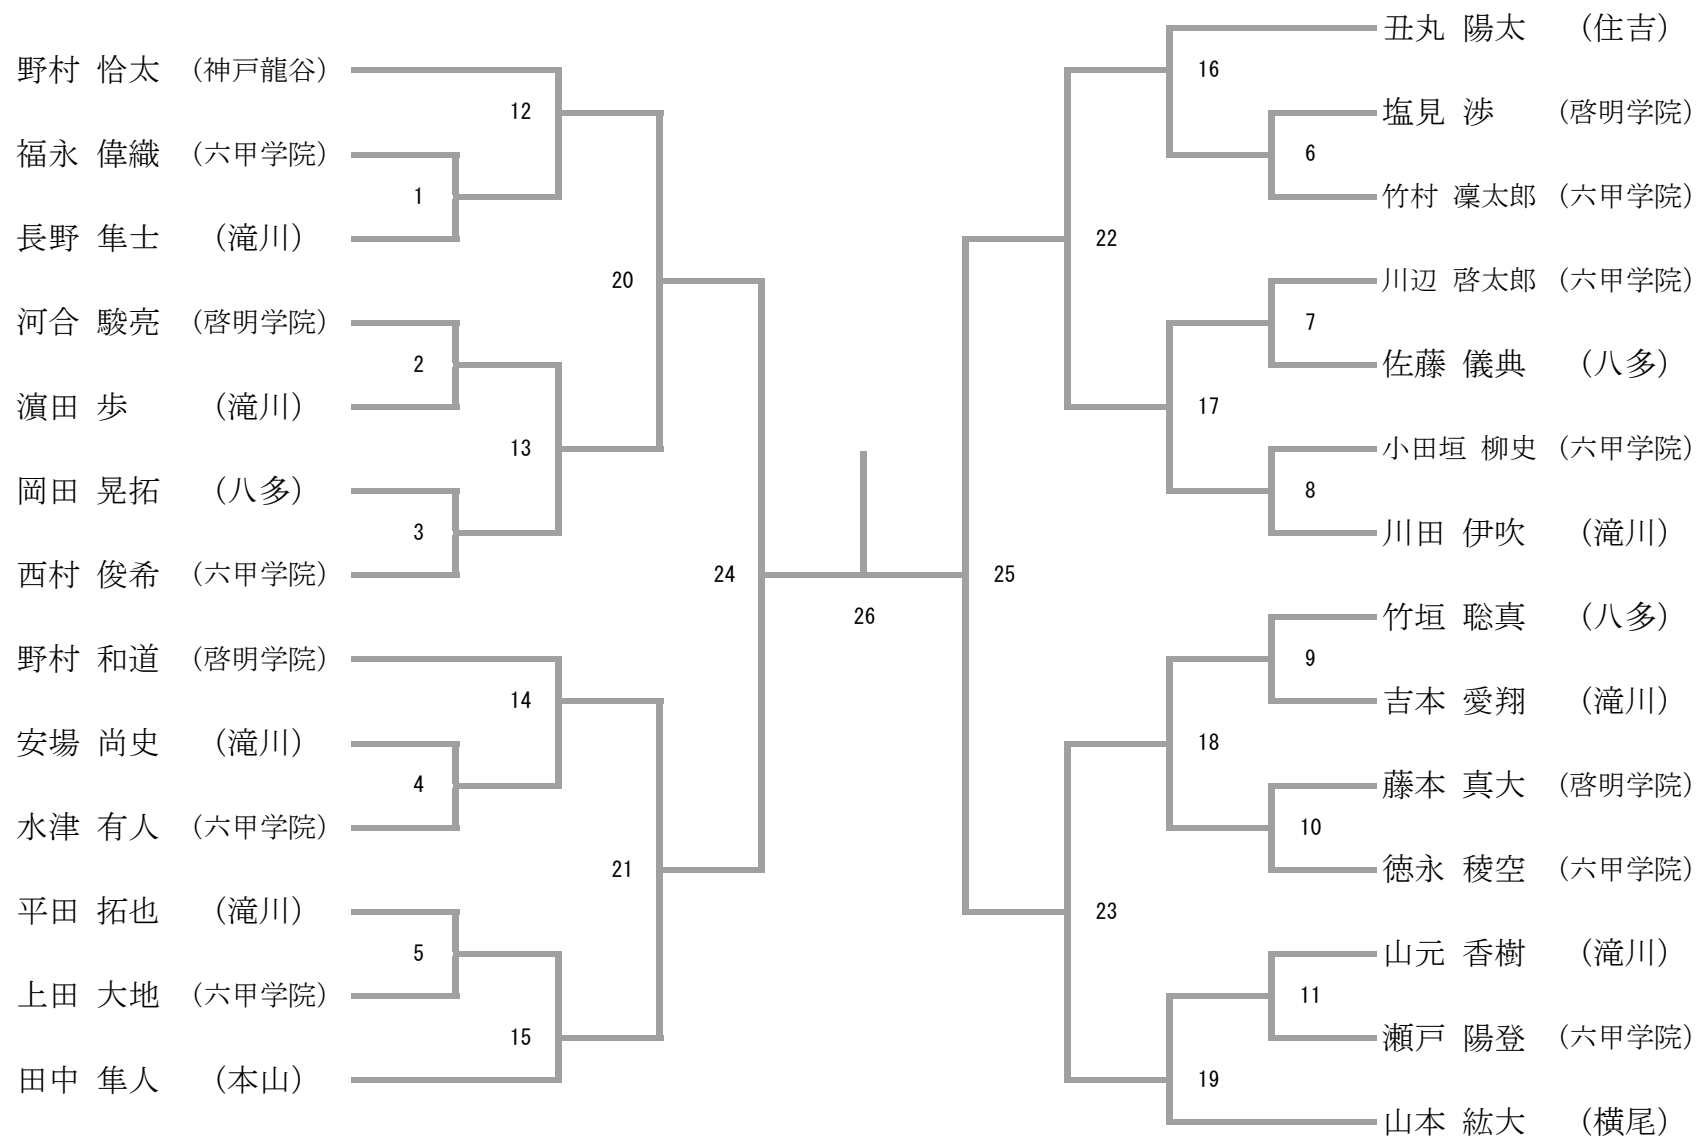 野村 恰太 （神戸龍谷）
12
福永 偉織 （六甲学院）
1
長野 隼士 （滝川）
20
河合 駿亮 （啓明学院）
2
濵田 歩 （滝川）
13
岡田 晃拓 （八多）
3
西村 俊希 （六甲学院）
24
野村 和道 （啓明学院）
14
安場 尚史 （滝川）
4
水津 有人 （六甲学院）
21
平田 拓也 （滝川）
5
上田 大地 （六甲学院）
15
田中 隼人 （本山）
26
丑丸 陽太 （住吉）
16
塩見 渉 （啓明学院）
6
竹村 凜太郎 （六甲学院）
22
川辺 啓太郎 （六甲学院）
7
佐藤 儀典 （八多）
17
小田垣 柳史 （六甲学院）
8
川田 伊吹 （滝川）
25
竹垣 聡真 （八多）
9
吉本 愛翔 （滝川）
18
藤本 真大 （啓明学院）
10
徳永 稜空 （六甲学院）
23
山元 香樹 （滝川）
11
瀬戸 陽登 （六甲学院）
19
山本 紘大 （横尾）